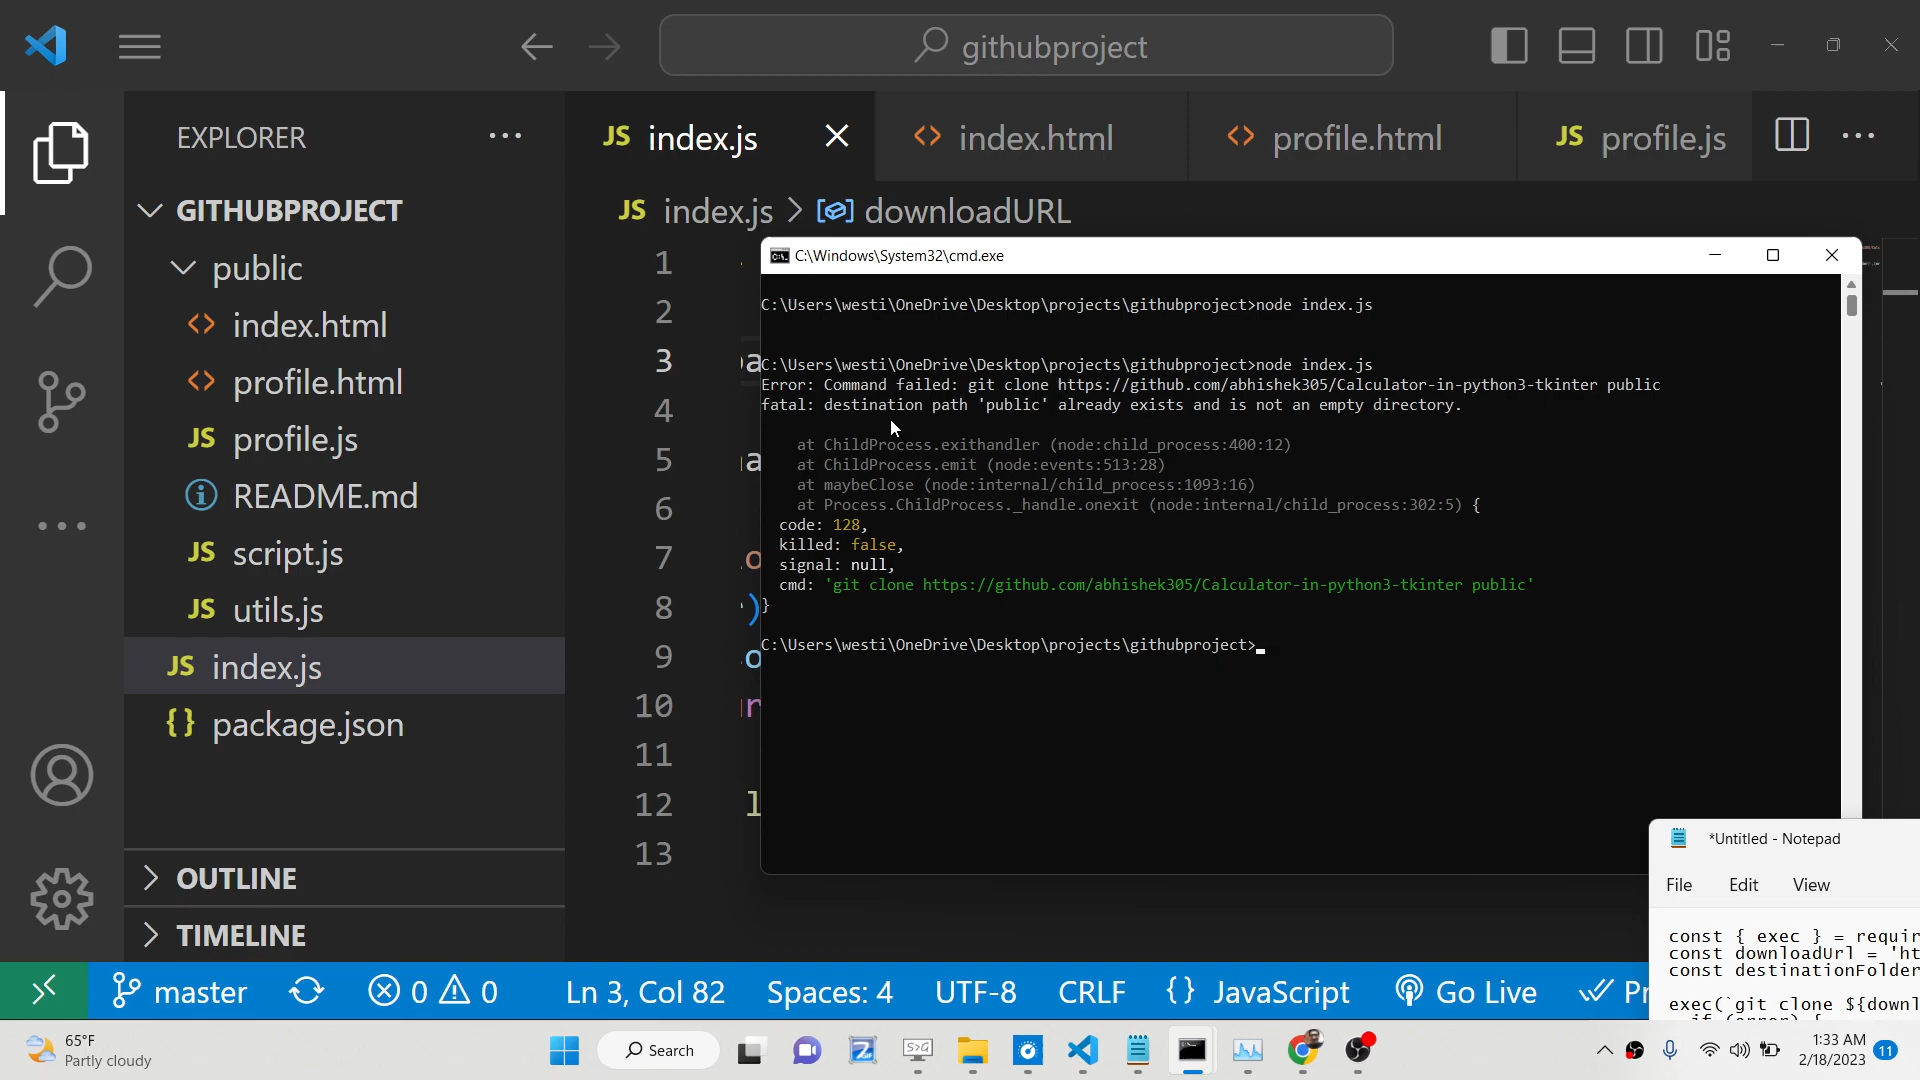 githubproject
EXPLORER
GITHUBPROJECT
public
index.html
profile.html
JS profile.js
README.md
JS script.js
JS utils.js
JS index.js
{} package.json
OUTLINE
TIMELINE
JS index.js
index.html
profile.html
JS profile.js
JS index.js > downloadURL
1
2
3
4
5
6
7
8
9
10
11
12
13
C:\Windows\System32\cmd.exe
C:\Users\westi\OneDrive\Desktop\projects\githubproject>node index.js
C:\Users\westi\OneDrive\Desktop\projects\githubproject>node index.js
Error: Command failed: git clone https://github.com/abhishek305/Calculator-in-python3-tkinter public
fatal: destination path 'public' already exists and is not an empty directory.
at ChildProcess.exithandler (node:child_process:400:12)
at ChildProcess.emit (node:events:513:28)
at maybeClose (node:internal/child_process:1093:16)
at Process.ChildProcess._handle.onexit (node:internal/child_process:302:5) {
code: 128,
killed: false,
signal: null,
cmd: 'git clone https://github.com/abhishek305/Calculator-in-python3-tkinter public'
}
C:\Users\westi\OneDrive\Desktop\projects\githubproject>
*Untitled - Notepad
File Edit View
const { exec } = requir
const downloadUrl = 'ht
const destinationFolder
exec(`git clone ${downl
master
0 0
Ln 3, Col 82
Spaces: 4
UTF-8
CRLF
{} JavaScript
Go Live
Pr
65°F
Partly cloudy
Search
1:33 AM
2/18/2023
11